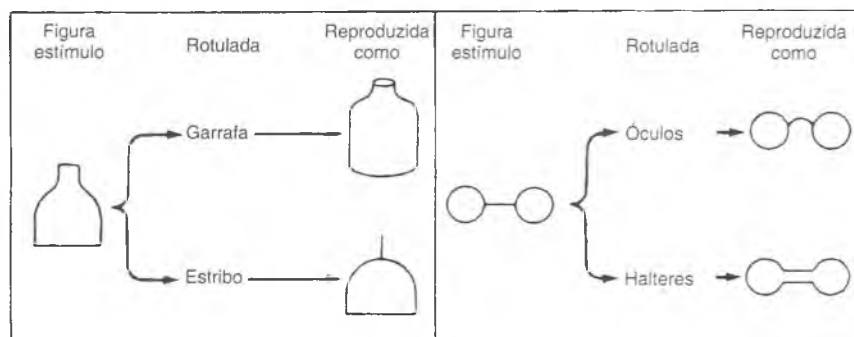 Figura
estímulo
Rotulada
Reproduzida
como
Garrafa
Estribo
Figura
estímulo
Rotulada
Reproduzida
como
Óculos
Halteres